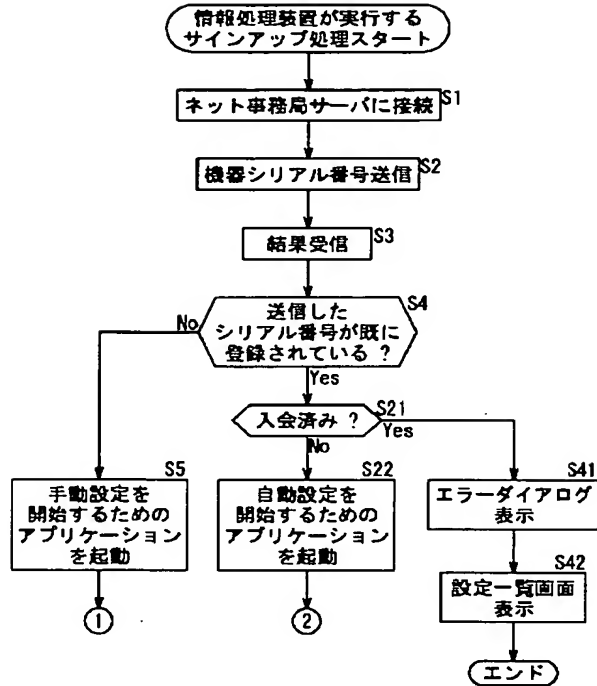 情報処理装置が実行する
サインアップ処理スタート
S1
ネット事務局サーバに接続
S2
機器シリアル番号送信
S3
結果受信
S4
送信した
シリアル番号が既に
登録されている ?
No
Yes
S21
入会済み ?
Yes
No
S5
手動設定を
開始するための
アプリケーション
を起動
S22
自動設定を
開始するための
アプリケーション
を起動
S41
エラーダイアログ
表示
S42
設定一覧画面
表示
1
2
エンド